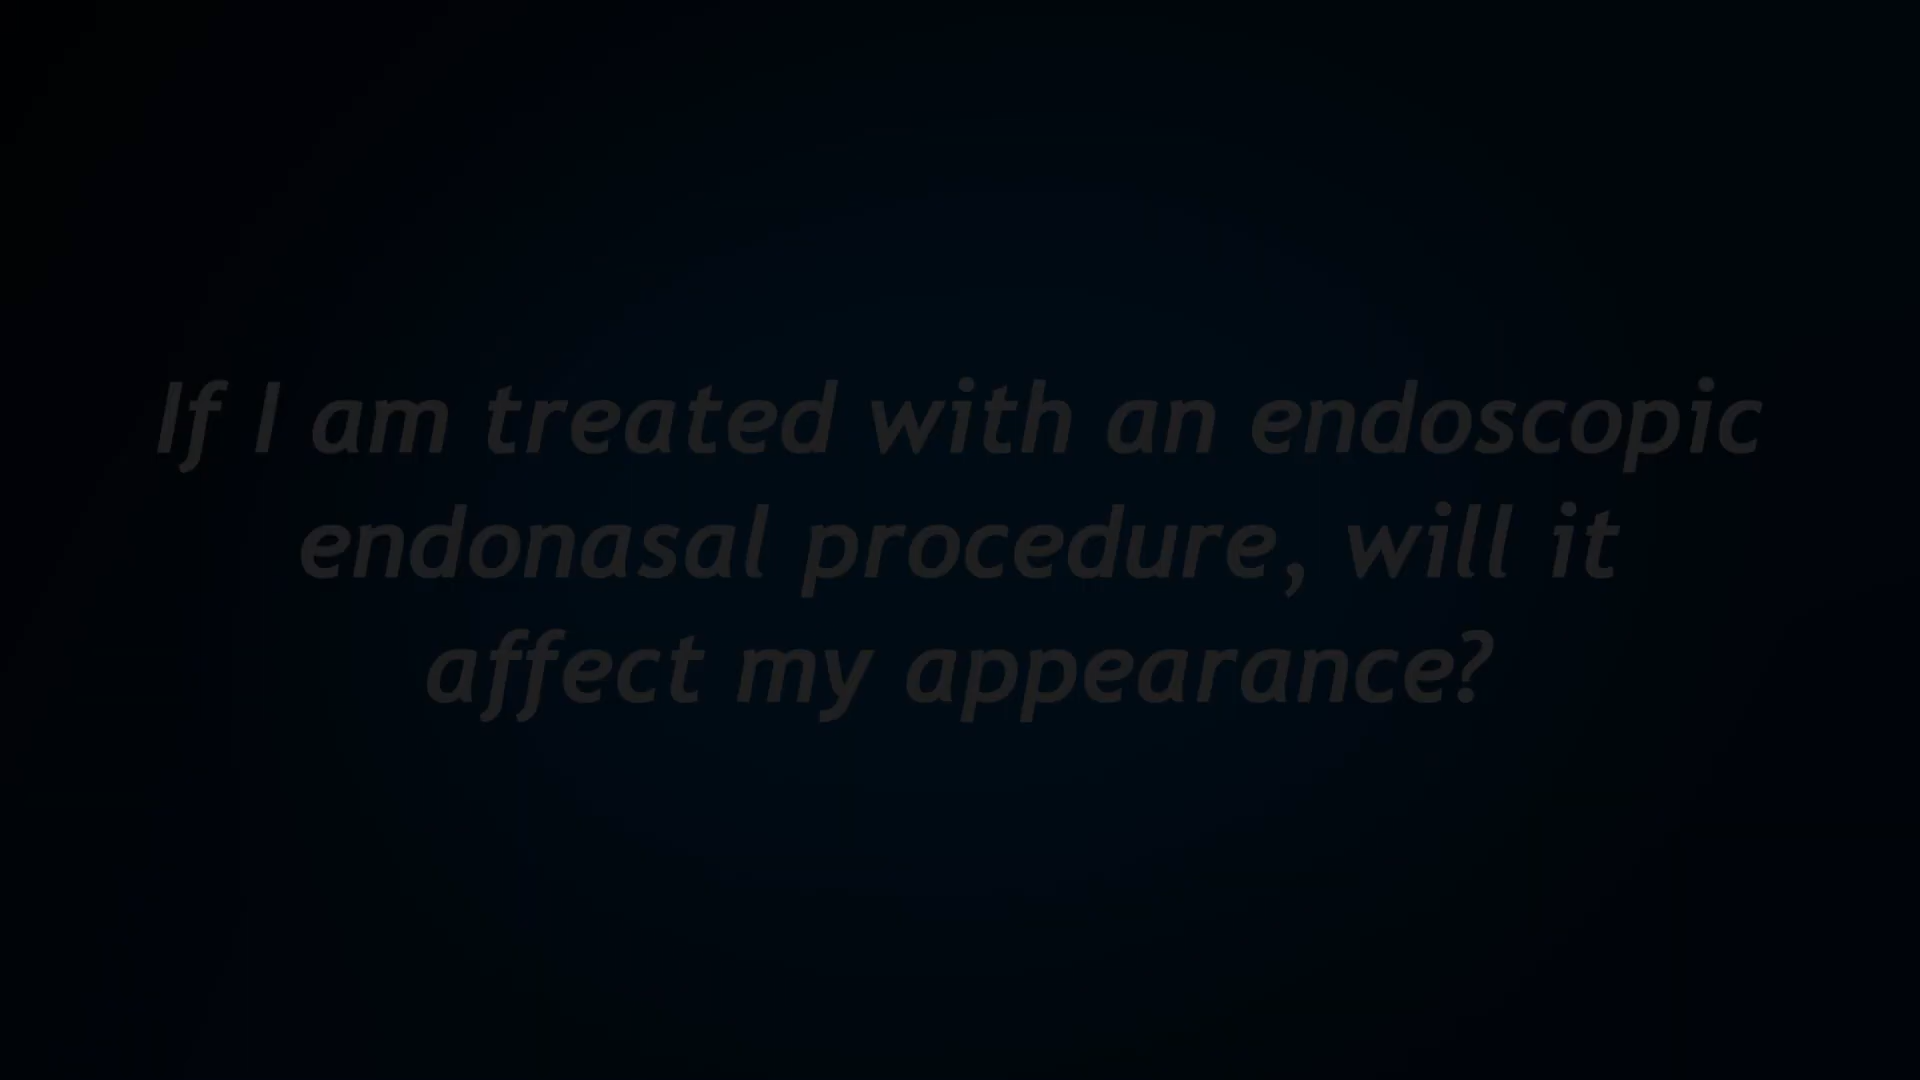 If I am treated with an endoscopic
endonasal procedure, will it
affect my appearance?